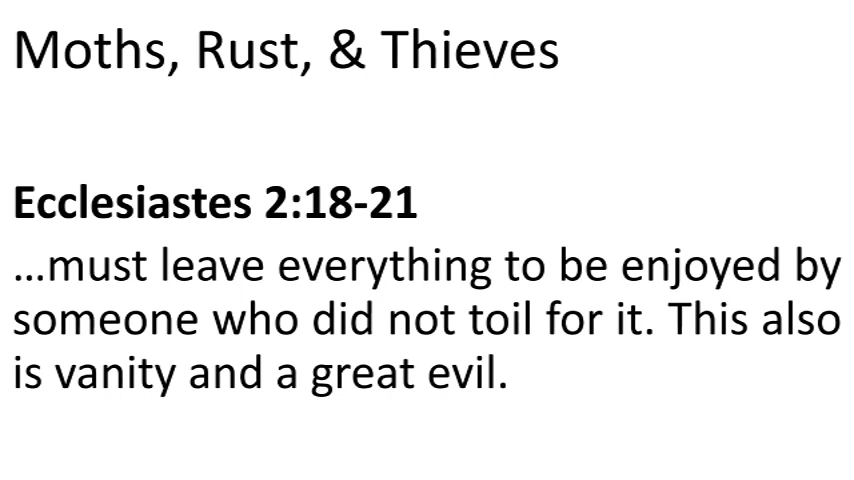 Moths, Rust, & Thieves
Ecclesiastes 2:18-21
…must leave everything to be enjoyed by
someone who did not toil for it. This also
is vanity and a great evil.